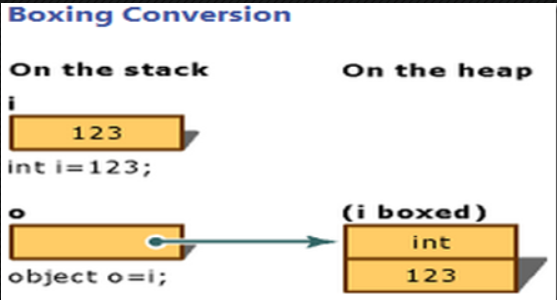 Boxing Conversion
On the stack
On the heap
i
123
int i=123;
o
(i boxed)
int
object o=i;
123